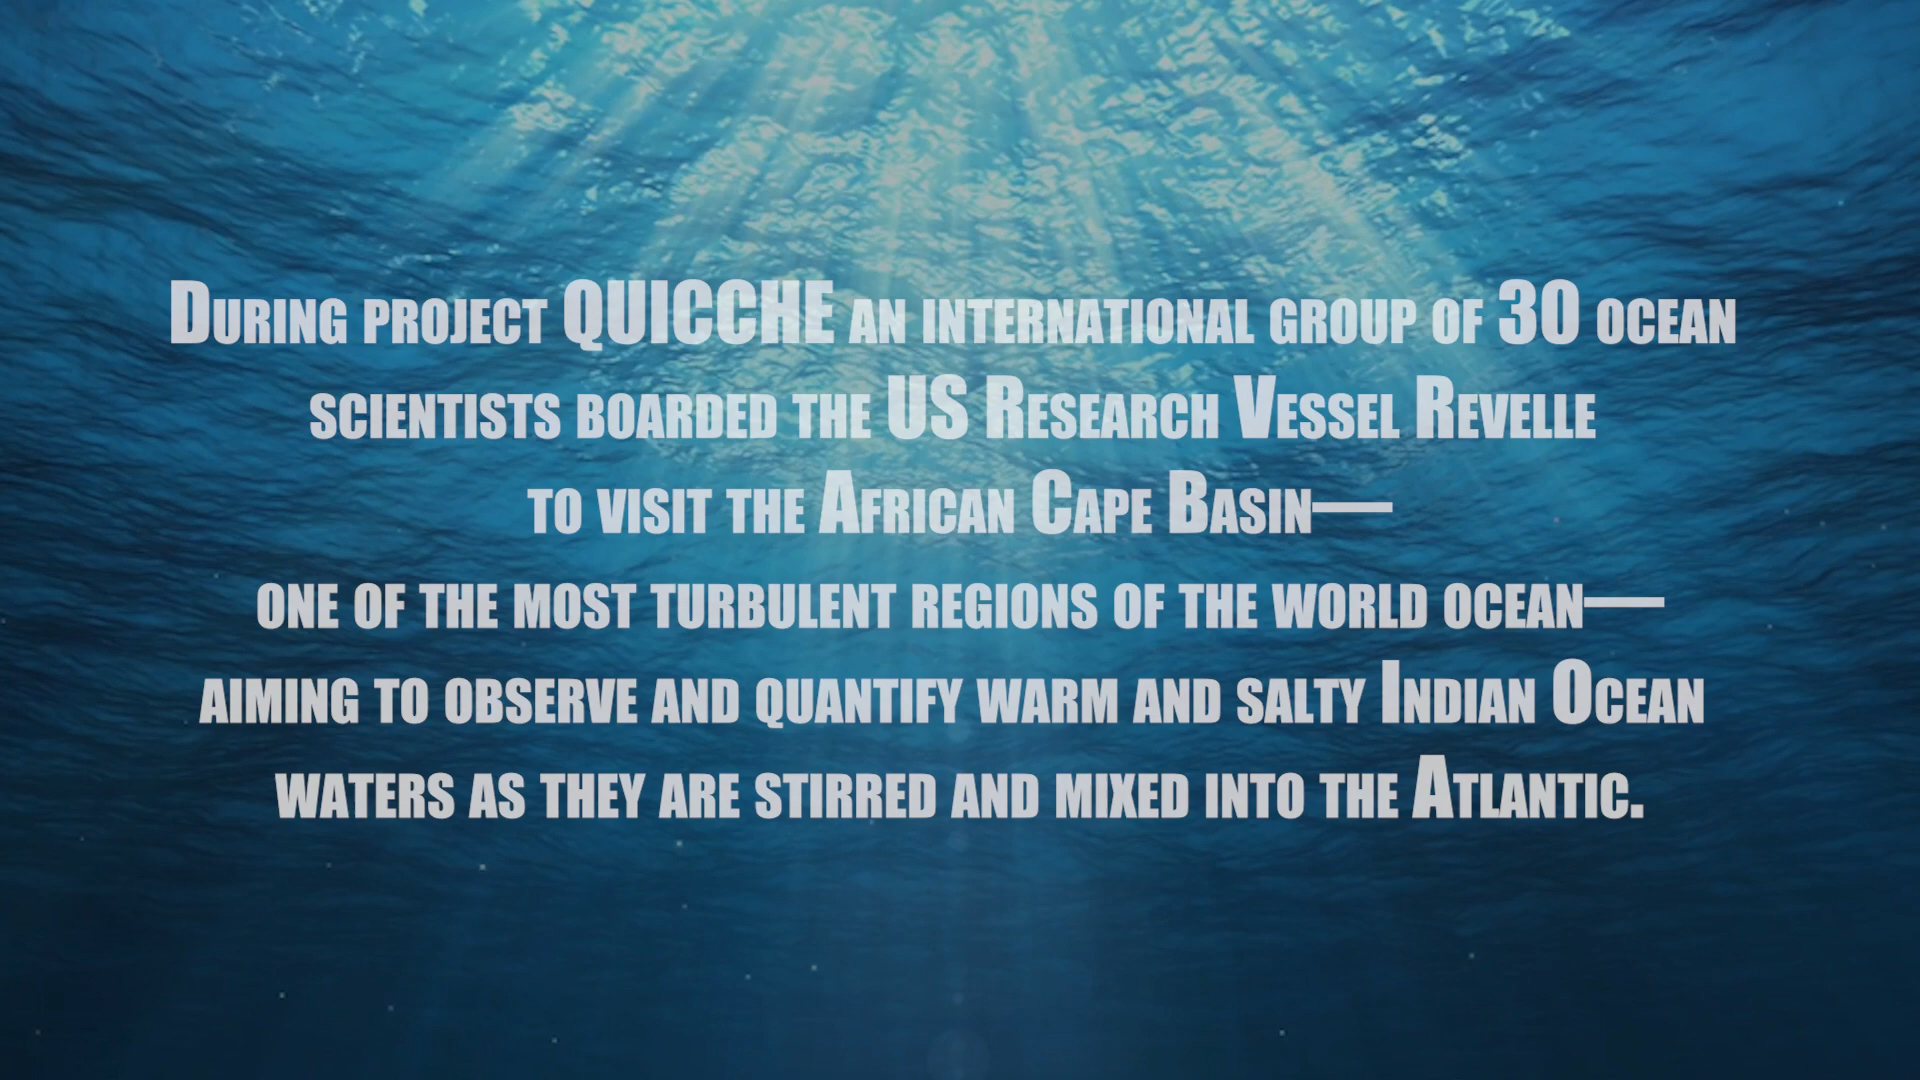 During project QUICCHE an international group of 30 ocean
scientists boarded the US Research Vessel Revelle
to visit the African Cape Basin—
one of the most turbulent regions of the world ocean—
aiming to observe and quantify warm and salty Indian Ocean
waters as they are stirred and mixed into the Atlantic.